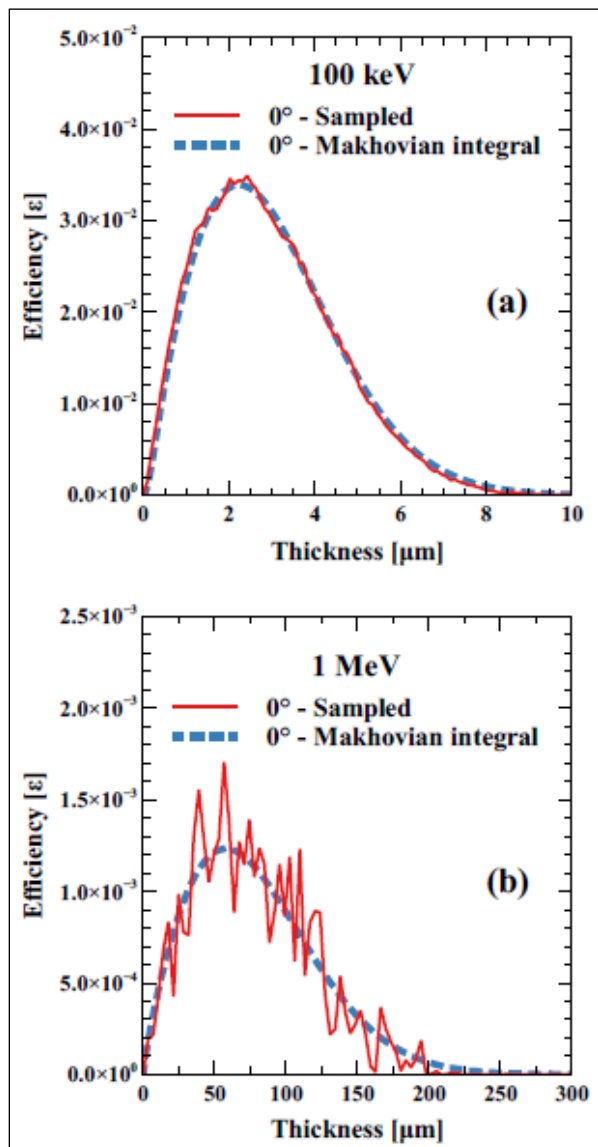 5.0×10⁻²
4.0×10⁻²
3.0×10⁻²
2.0×10⁻²
1.0×10⁻²
0.0×10⁰
Efficiency [ε]
100 keV
0° - Sampled
0° - Makhovian integral
(a)
0 2 4 6 8 10
Thickness [μm]
2.5×10⁻³
2.0×10⁻³
1.5×10⁻³
1.0×10⁻³
5.0×10⁻⁴
0.0×10⁰
Efficiency [ε]
1 MeV
0° - Sampled
0° - Makhovian integral
(b)
0 50 100 150 200 250 300
Thickness [μm]